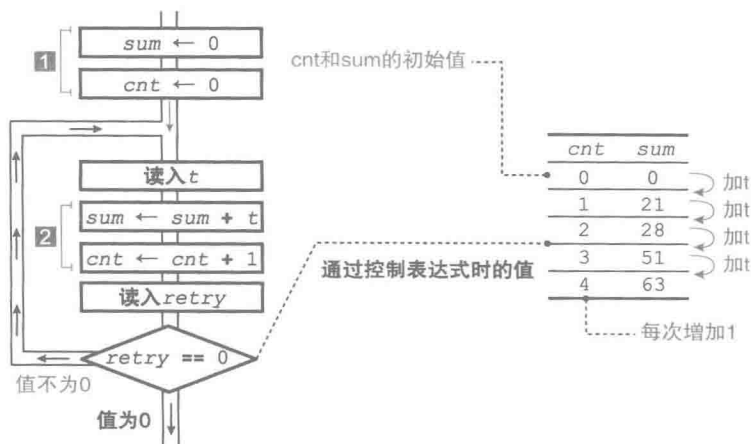 1
sum ← 0
cnt ← 0
读入t
2
sum ← sum + t
cnt ← cnt + 1
读入retry
retry == 0
值不为0
值为0
cnt和sum的初始值
通过控制表达式时的值
cnt sum
0 0
加t
1 21
加t
2 28
加t
3 51
加t
4 63
每次增加1